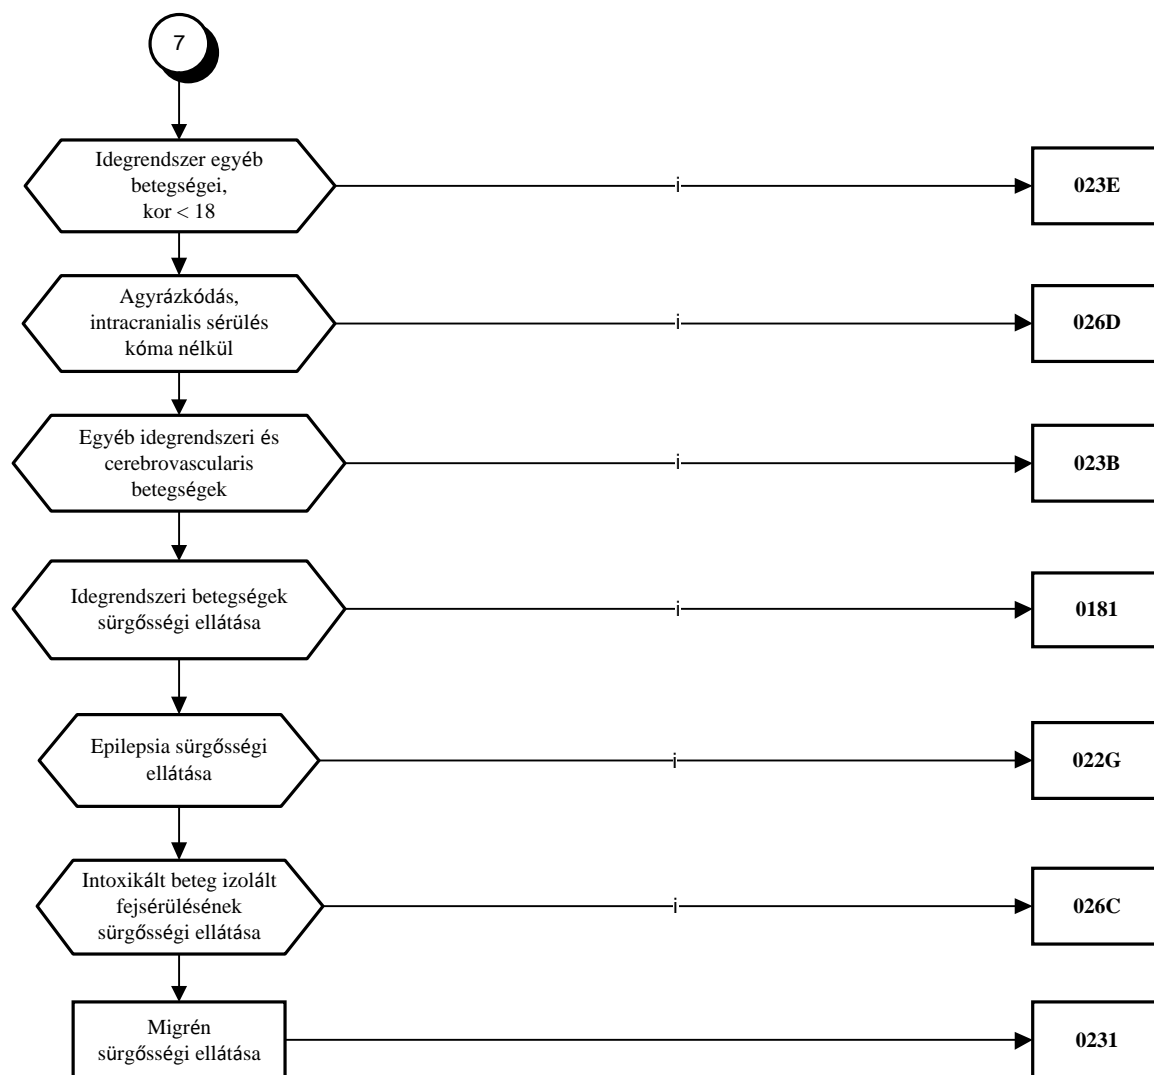 7
Idegrendszer egyéb
betegségei,
kor < 18
i
023E
Agyrázkódás,
intracranialis sérülés
kóma nélkül
i
026D
Egyéb idegrendszeri és
cerebrovascularis
betegségek
i
023B
Idegrendszeri betegségek
sürgősségi ellátása
i
0181
Epilepsia sürgősségi
ellátása
i
022G
Intoxikált beteg izolált
fejsérülésének
sürgősségi ellátása
i
026C
Migrén
sürgősségi ellátása
0231